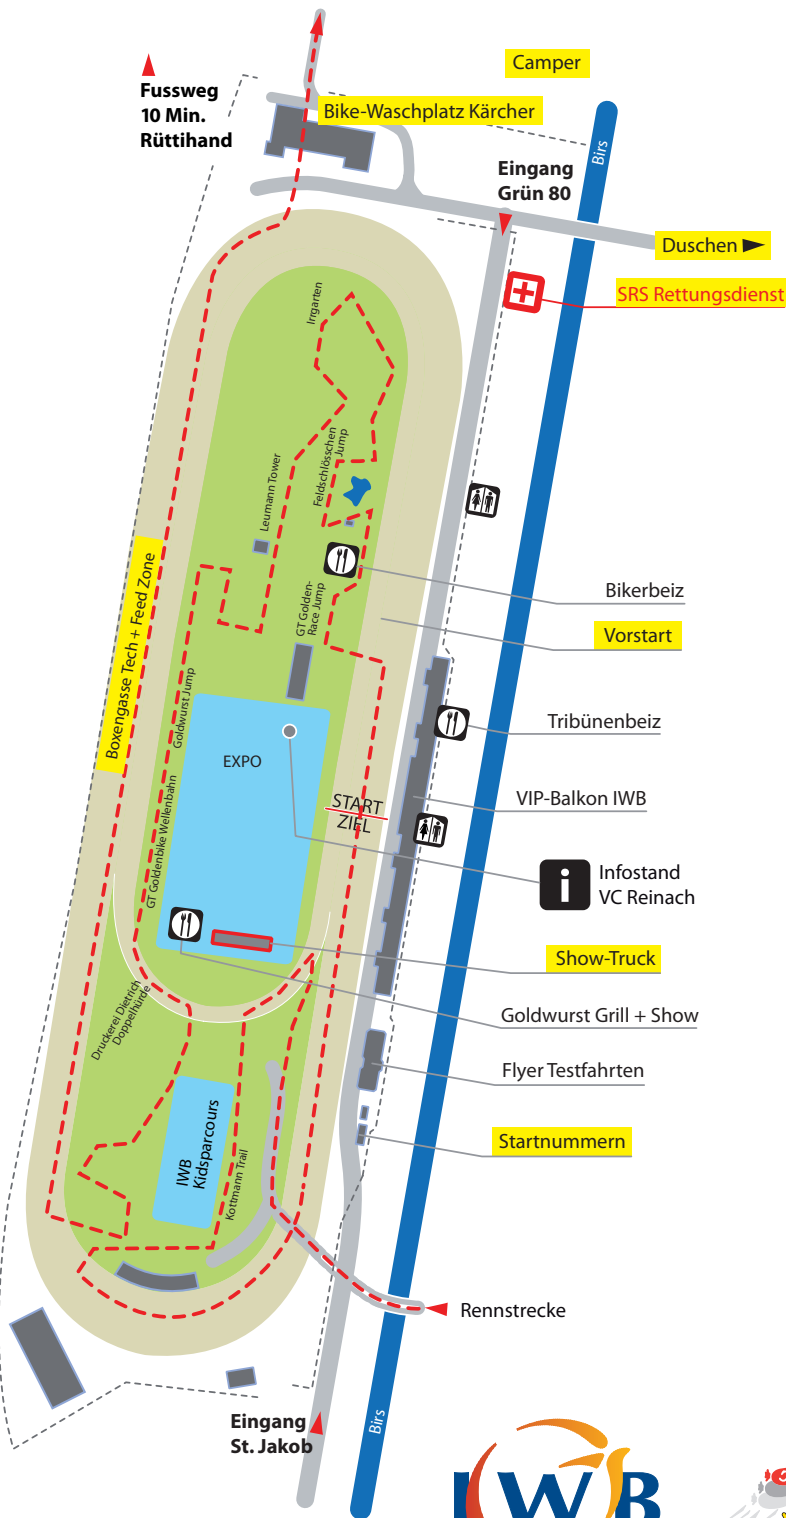 Camper
Fussweg
10 Min.
Rüttihand
Bike-Waschplatz Kärcher
Birs
Eingang
Grün 80
Duschen
SRS Rettungsdienst
Irrgarten
Feldschlösschen
Jump
Leumann Tower
Boxengasse Tech + Feed Zone
GT Golden-
Race Jump
Bikerbeiz
Vorstart
Goldwurst Jump
Tribünenbeiz
EXPO
START
ZIEL
VIP-Balkon IWB
GT Goldenbike Wellenbahn
i
Infostand
VC Reinach
Show-Truck
Druckerei Dietrich
Doppelhürde
Goldwurst Grill + Show
Flyer Testfahrten
IWB
Kidsparcours
Kottmann Trail
Startnummern
Rennstrecke
Eingang
St. Jakob
Birs
IWB